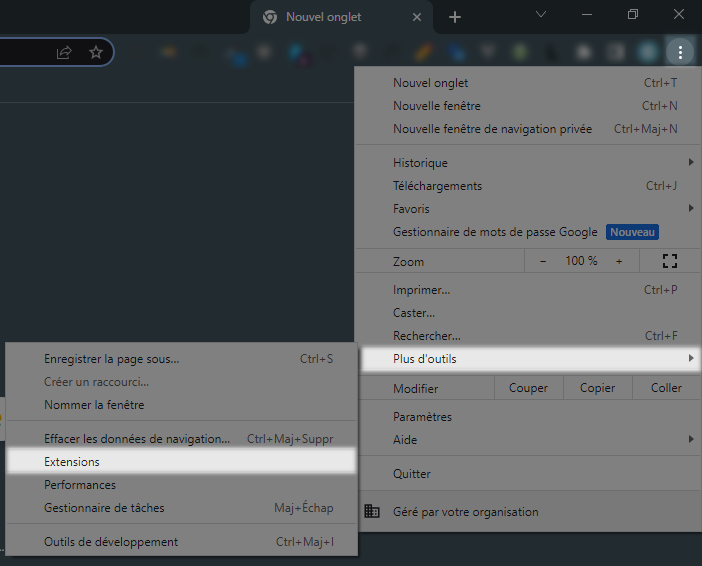 Nouvel onglet
Nouvel onglet Ctrl+T
Nouvelle fenêtre Ctrl+N
Nouvelle fenêtre de navigation privée Ctrl+Maj+N
Historique
Téléchargements Ctrl+J
Favoris
Gestionnaire de mots de passe Google Nouveau
Zoom - 100 % +
Imprimer... Ctrl+P
Caster...
Rechercher... Ctrl+F
Plus d'outils
Modifier Couper Copier Coller
Paramètres
Aide
Quitter
Géré par votre organisation
Enregistrer la page sous... Ctrl+S
Créer un raccourci...
Nommer la fenêtre
Effacer les données de navigation... Ctrl+Maj+Suppr
Extensions
Performances
Gestionnaire de tâches Maj+Échap
Outils de développement Ctrl+Maj+I